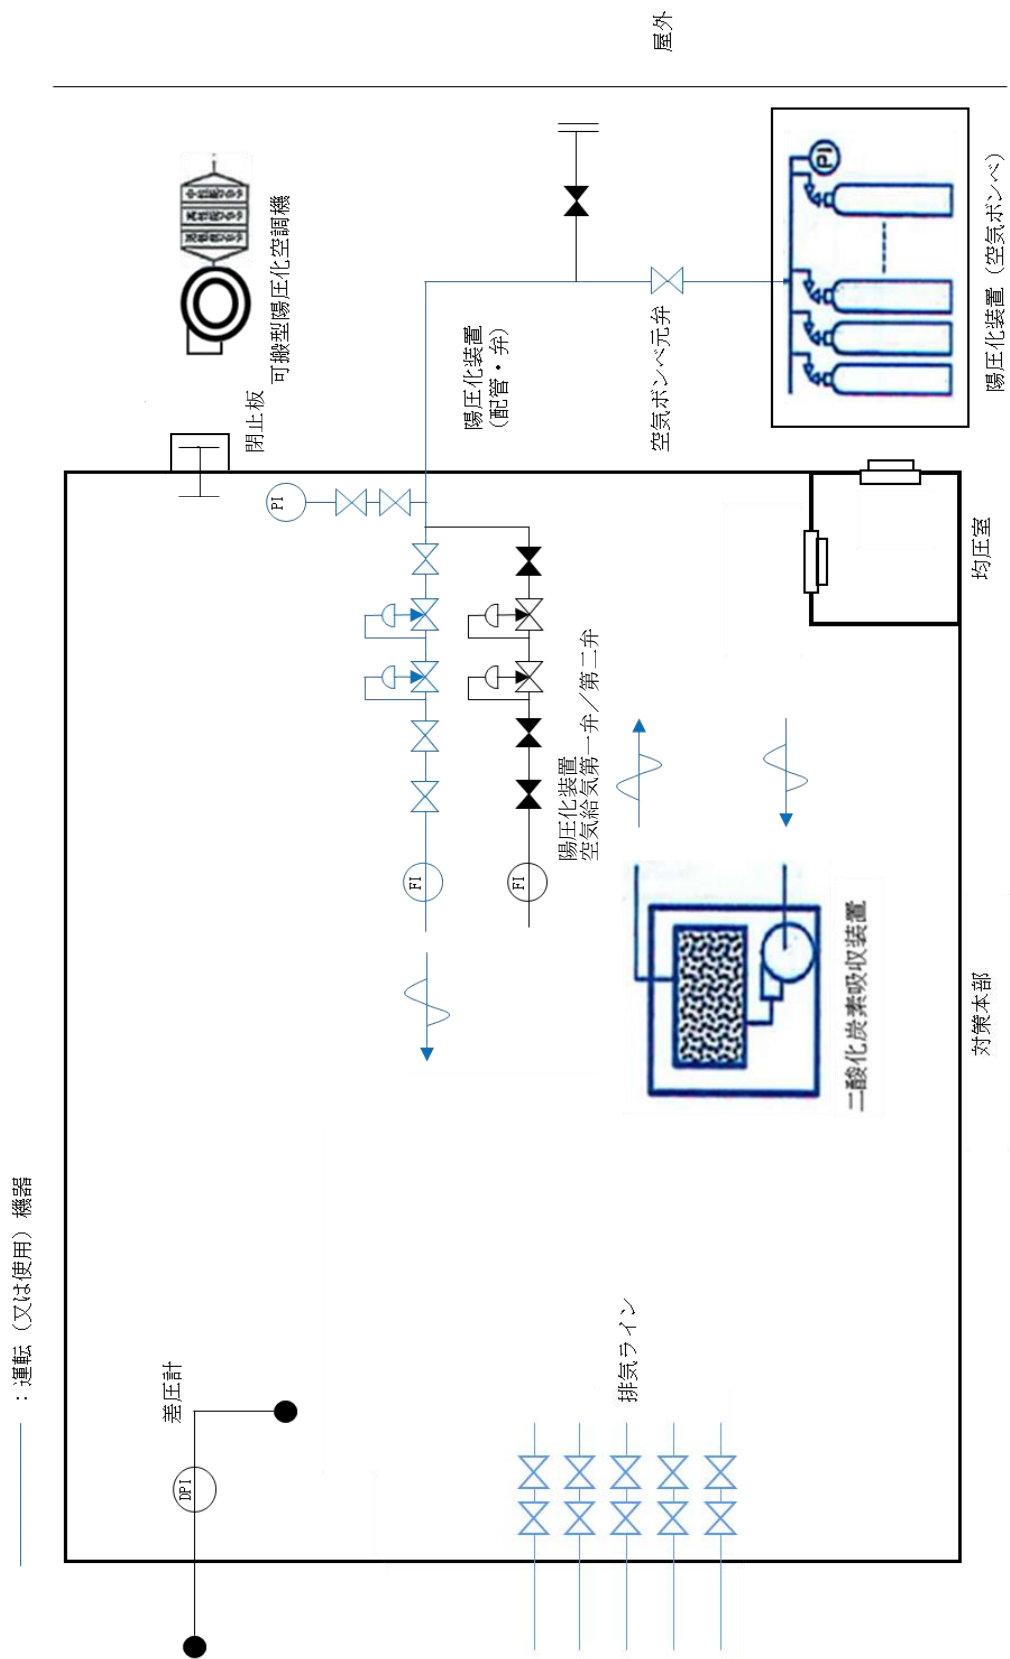 ：運転（又は使用）機器
差圧計
DPI
排気ライン
対策本部
二酸化炭素吸収装置
FI
FI
陽圧化装置
空気給気第一弁／第二弁
PI
均圧室
閉止板
可搬型陽圧化空調機
陽圧化装置
（配管・弁）
空気ボンベ元弁
PI
陽圧化装置（空気ボンベ）
屋外